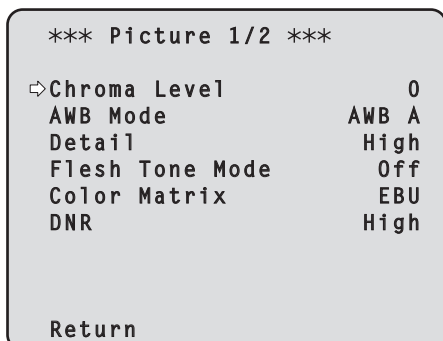 *** Picture 1/2 ***
⇨Chroma Level 0
AWB Mode AWB A
Detail High
Flesh Tone Mode Off
Color Matrix EBU
DNR High
Return